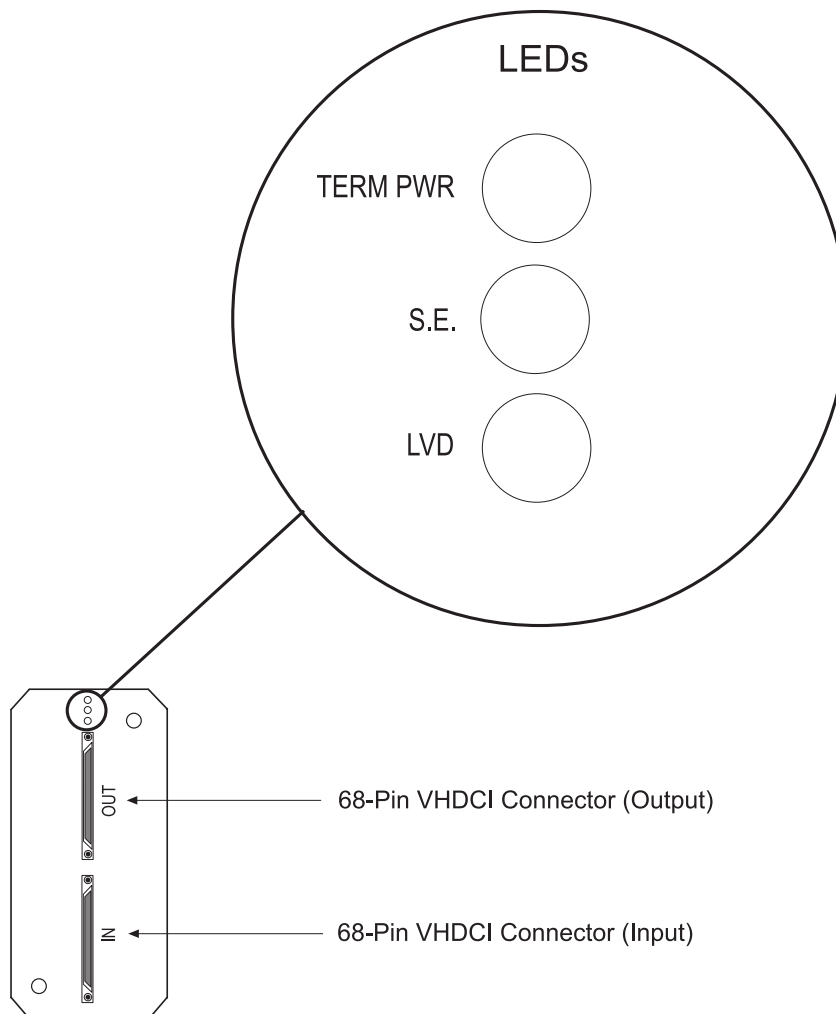 LEDs
TERM PWR
S.E.
LVD
OUT
68-Pin VHDCI Connector (Output)
IN
68-Pin VHDCI Connector (Input)